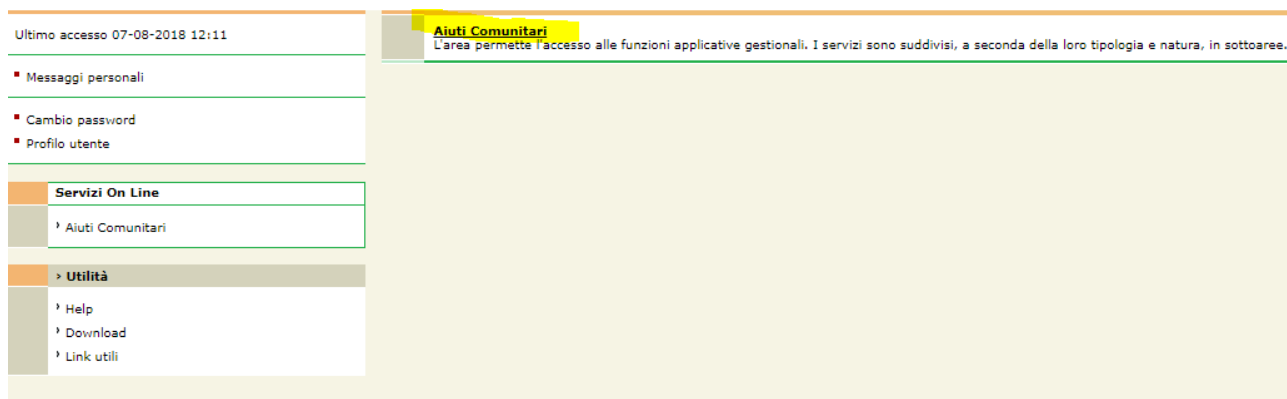 Ultimo accesso 07-08-2018 12:11
Messaggi personali
Cambio password
Profilo utente
Servizi On Line
Aiuti Comunitari
Utilità
Help
Download
Link utili
Aiuti Comunitari
L'area permette l'accesso alle funzioni applicative gestionali. I servizi sono suddivisi, a seconda della loro tipologia e natura, in sottoaree.